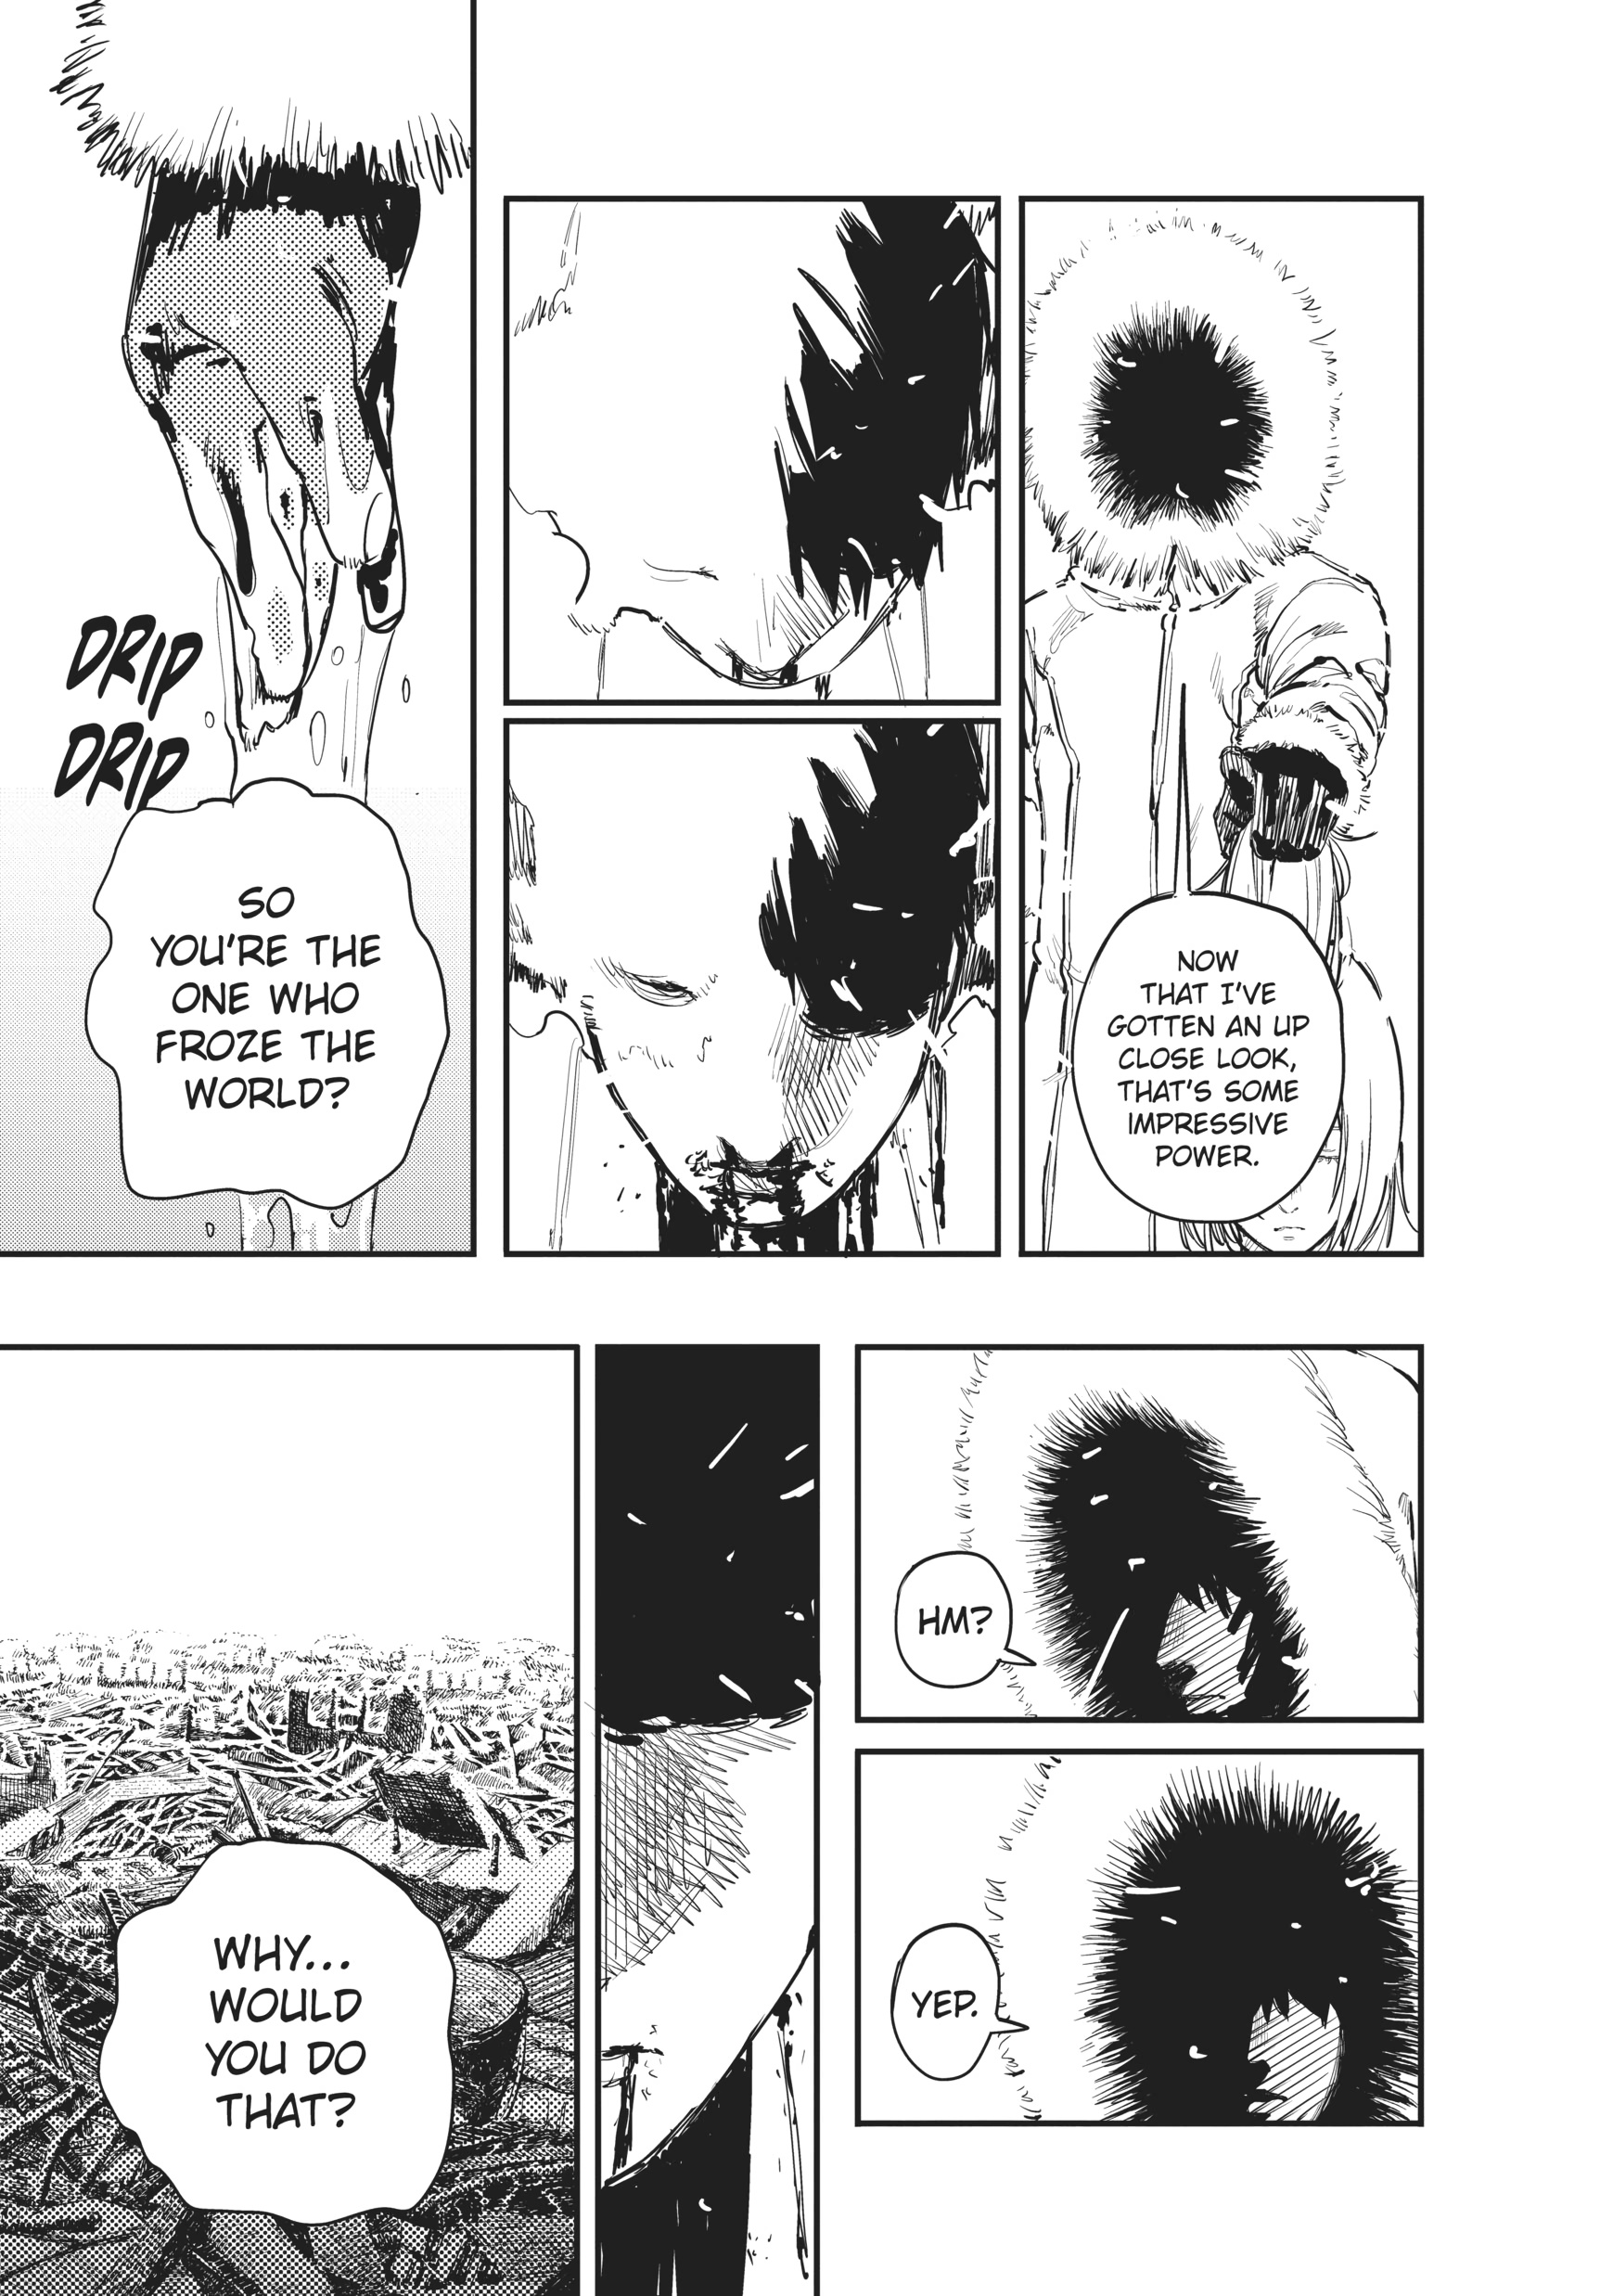 NOW
THAT I'VE
GOTTEN AN UP
CLOSE LOOK,
THAT'S SOME
IMPRESSIVE
POWER.
DRIP
DRIP
SO
YOU'RE THE
ONE WHO
FROZE THE
WORLD?
HM?
YEP.
WHY...
WOULD
YOU DO
THAT?